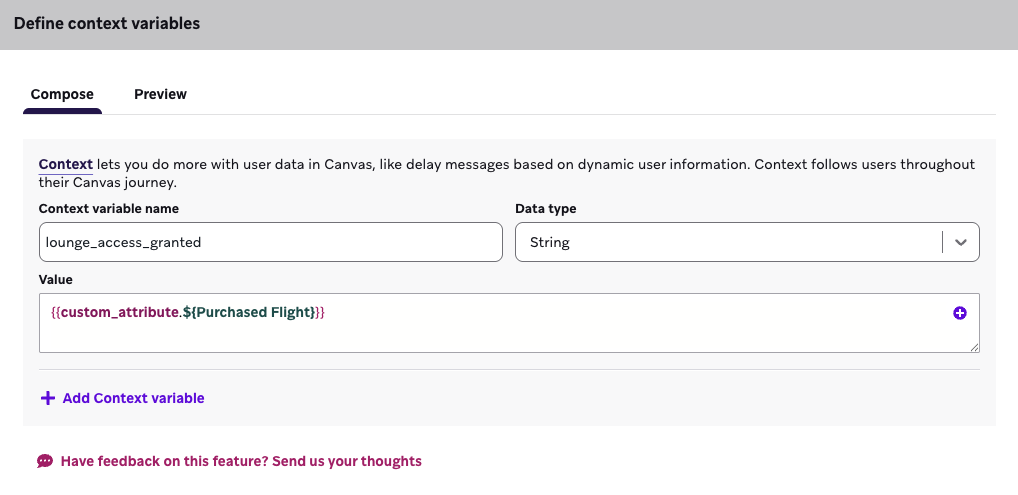 Define context variables
Compose
Preview
Context lets you do more with user data in Canvas, like delay messages based on dynamic user information. Context follows users throughout
their Canvas journey.
Context variable name
Data type
lounge_access_granted
String
Value
{{custom_attribute.${Purchased Flight}}}
Add Context variable
Have feedback on this feature? Send us your thoughts